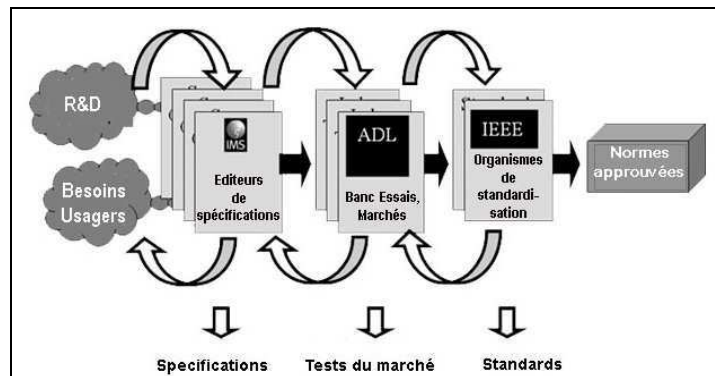 R&D
Besoins
Usagers
IMS
Editeurs
de
spécifications
ADL
Banc Essais,
Marchés
IEEE
Organismes
de
standardi-
sation
Normes
approuvées
Specifications
Tests du marché
Standards